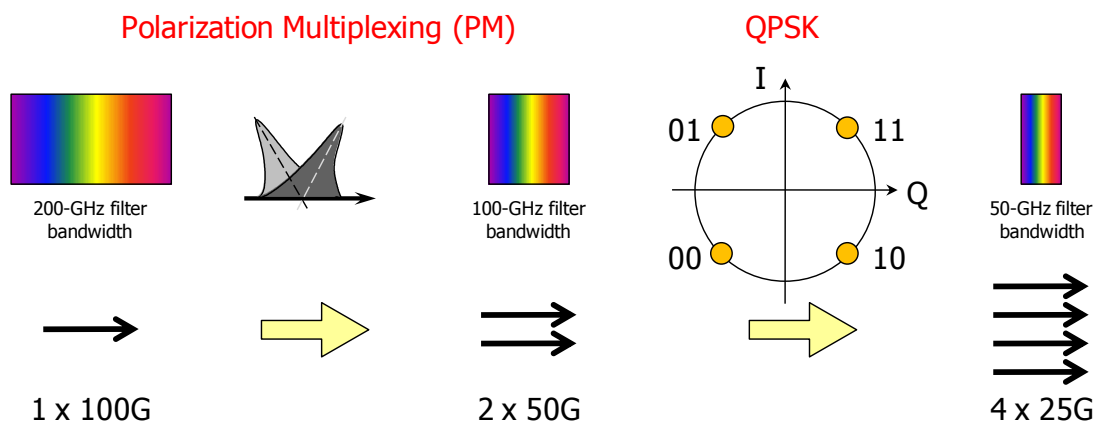 Polarization Multiplexing (PM)
QPSK
I
01
11
Q
00
10
200-GHz filter
bandwidth
100-GHz filter
bandwidth
50-GHz filter
bandwidth
1 x 100G
2 x 50G
4 x 25G